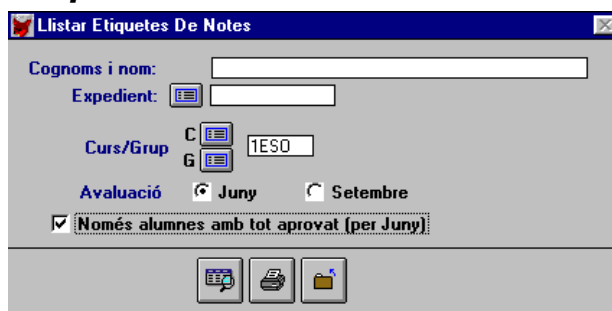 Llistar Etiquetes De Notes
Cognoms i nom:
Expedient:
Curs/Grup C 1ESO
G
Avaluació Juny Setembre
Només alumnes amb tot aprovat (per Juny)